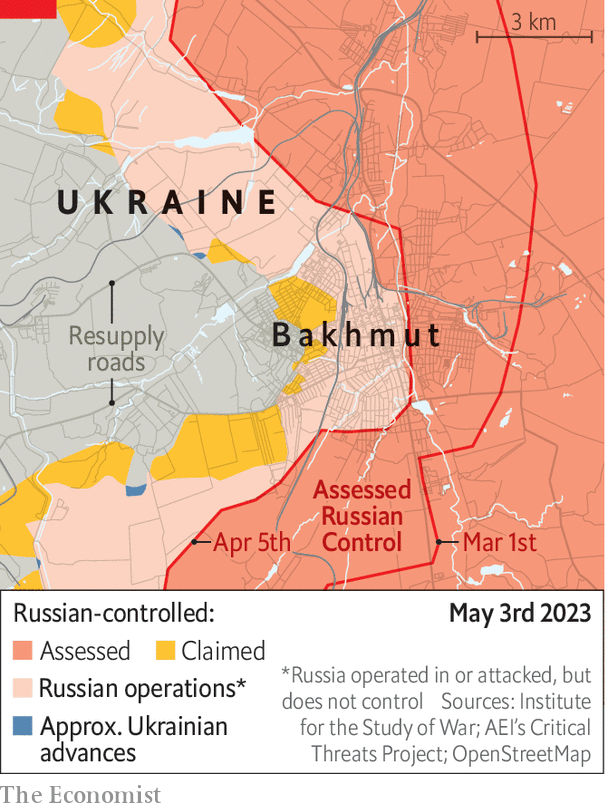 3 km
UKRAINE
Resupply
roads
Bakhmut
Assessed
Russian
Control
Apr 5th
Mar 1st
Russian-controlled:
May 3rd 2023
Assessed
Claimed
Russian operations*
Approx. Ukrainian
advances
*Russia operated in or attacked, but
does not control Sources: Institute
for the Study of War; AEI's Critical
Threats Project; OpenStreetMap
The Economist